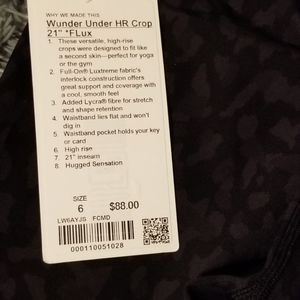 WHY WE MADE THIS
Wunder Under HR Crop
21" *FLux
1. These versatile, high-rise
crops were designed to fit like
a second skin—perfect for yoga
or the gym
2. Full-On® Luxtreme fabric's
interlock construction offers
great support and coverage with
a cool, smooth feel
3. Added Lycra® fibre for stretch
and shape retention
4. Waistband lies flat and won't
dig in
5. Waistband pocket holds your key
or card
6. High rise
7. 21" inseam
8. Hugged Sensation
SIZE
6
$88.00
LW6AYJS FCMD
000110051028